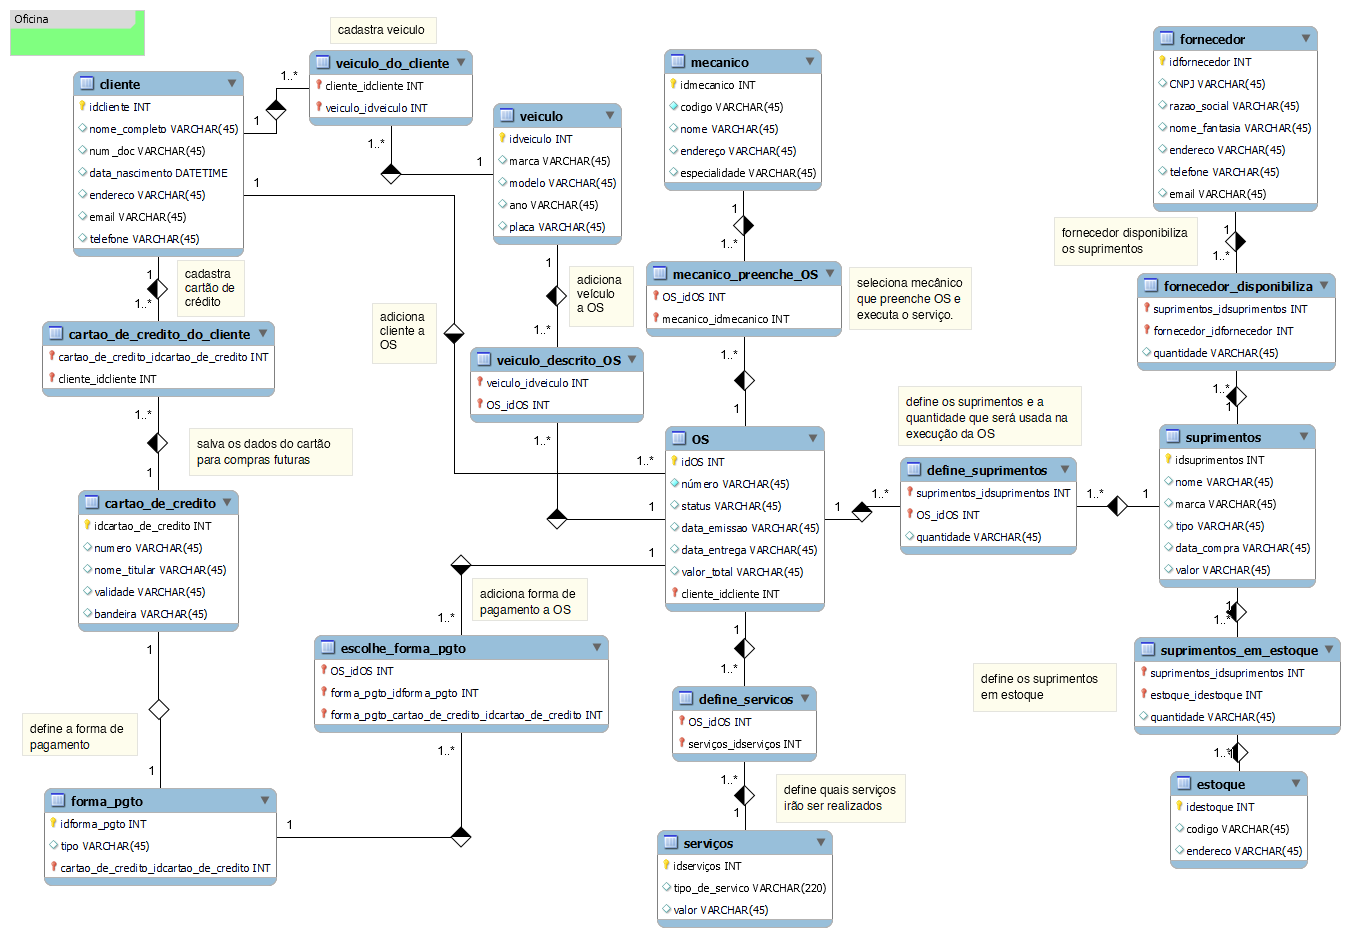 Oficina
cadastra veiculo
cliente
idcliente INT
nome_completo VARCHAR(45)
num_doc VARCHAR(45)
data_nascimento DATETIME
endereco VARCHAR(45)
email VARCHAR(45)
telefone VARCHAR(45)
1
1..*
veiculo_do_cliente
cliente_idcliente INT
veiculo_idveiculo INT
1..*
1
veiculo
idveiculo INT
marca VARCHAR(45)
modelo VARCHAR(45)
ano VARCHAR(45)
placa VARCHAR(45)
mecanico
idmecanico INT
codigo VARCHAR(45)
nome VARCHAR(45)
endereço VARCHAR(45)
especialidade VARCHAR(45)
fornecedor
idfornecedor INT
CNPJ VARCHAR(45)
razao_social VARCHAR(45)
nome_fantasia VARCHAR(45)
endereco VARCHAR(45)
telefone VARCHAR(45)
email VARCHAR(45)
1
1
1..*
cadastra
cartão de
crédito
1
1..*
adiciona
veículo
a OS
1
1..*
mecanico_preenche_OS
OS_idOS INT
mecanico_idmecanico INT
1..*
1
seleciona mecânico
que preenche OS e
executa o serviço.
fornecedor disponibiliza
os suprimentos
1
1..*
fornecedor_disponibiliza
suprimentos_idsuprimentos INT
fornecedor_idfornecedor INT
quantidade VARCHAR(45)
1..*
1
cartao_de_credito_do_cliente
cartao_de_credito_idcartao_de_credito INT
cliente_idcliente INT
1..*
1
adiciona
cliente a
OS
veiculo_descrito_OS
veiculo_idveiculo INT
OS_idOS INT
1..*
1
define os suprimentos e a
quantidade que será usada na
execução da OS
salva os dados do cartão
para compras futuras
OS
idOS INT
número VARCHAR(45)
status VARCHAR(45)
data_emissao VARCHAR(45)
data_entrega VARCHAR(45)
valor_total VARCHAR(45)
cliente_idcliente INT
1..*
1
1
1..*
define_suprimentos
suprimentos_idsuprimentos INT
OS_idOS INT
quantidade VARCHAR(45)
1..*
1
suprimentos
idsuprimentos INT
nome VARCHAR(45)
marca VARCHAR(45)
tipo VARCHAR(45)
data_compra VARCHAR(45)
valor VARCHAR(45)
cartao_de_credito
idcartao_de_credito INT
numero VARCHAR(45)
nome_titular VARCHAR(45)
validade VARCHAR(45)
bandeira VARCHAR(45)
1
1
adiciona forma de
pagamento a OS
1..*
escolhe_forma_pgto
OS_idOS INT
forma_pgto_idforma_pgto INT
forma_pgto_cartao_de_credito_idcartao_de_credito INT
1..*
1
1
1..*
define_servicos
OS_idOS INT
serviços_idserviços INT
1..*
1
define quais serviços
irão ser realizados
1
1..*
suprimentos_em_estoque
suprimentos_idsuprimentos INT
estoque_idestoque INT
quantidade VARCHAR(45)
1..*
define os suprimentos
em estoque
define a forma de
pagamento
forma_pgto
idforma_pgto INT
tipo VARCHAR(45)
cartao_de_credito_idcartao_de_credito INT
serviços
idserviços INT
tipo_de_servico VARCHAR(220)
valor VARCHAR(45)
estoque
idestoque INT
codigo VARCHAR(45)
endereco VARCHAR(45)